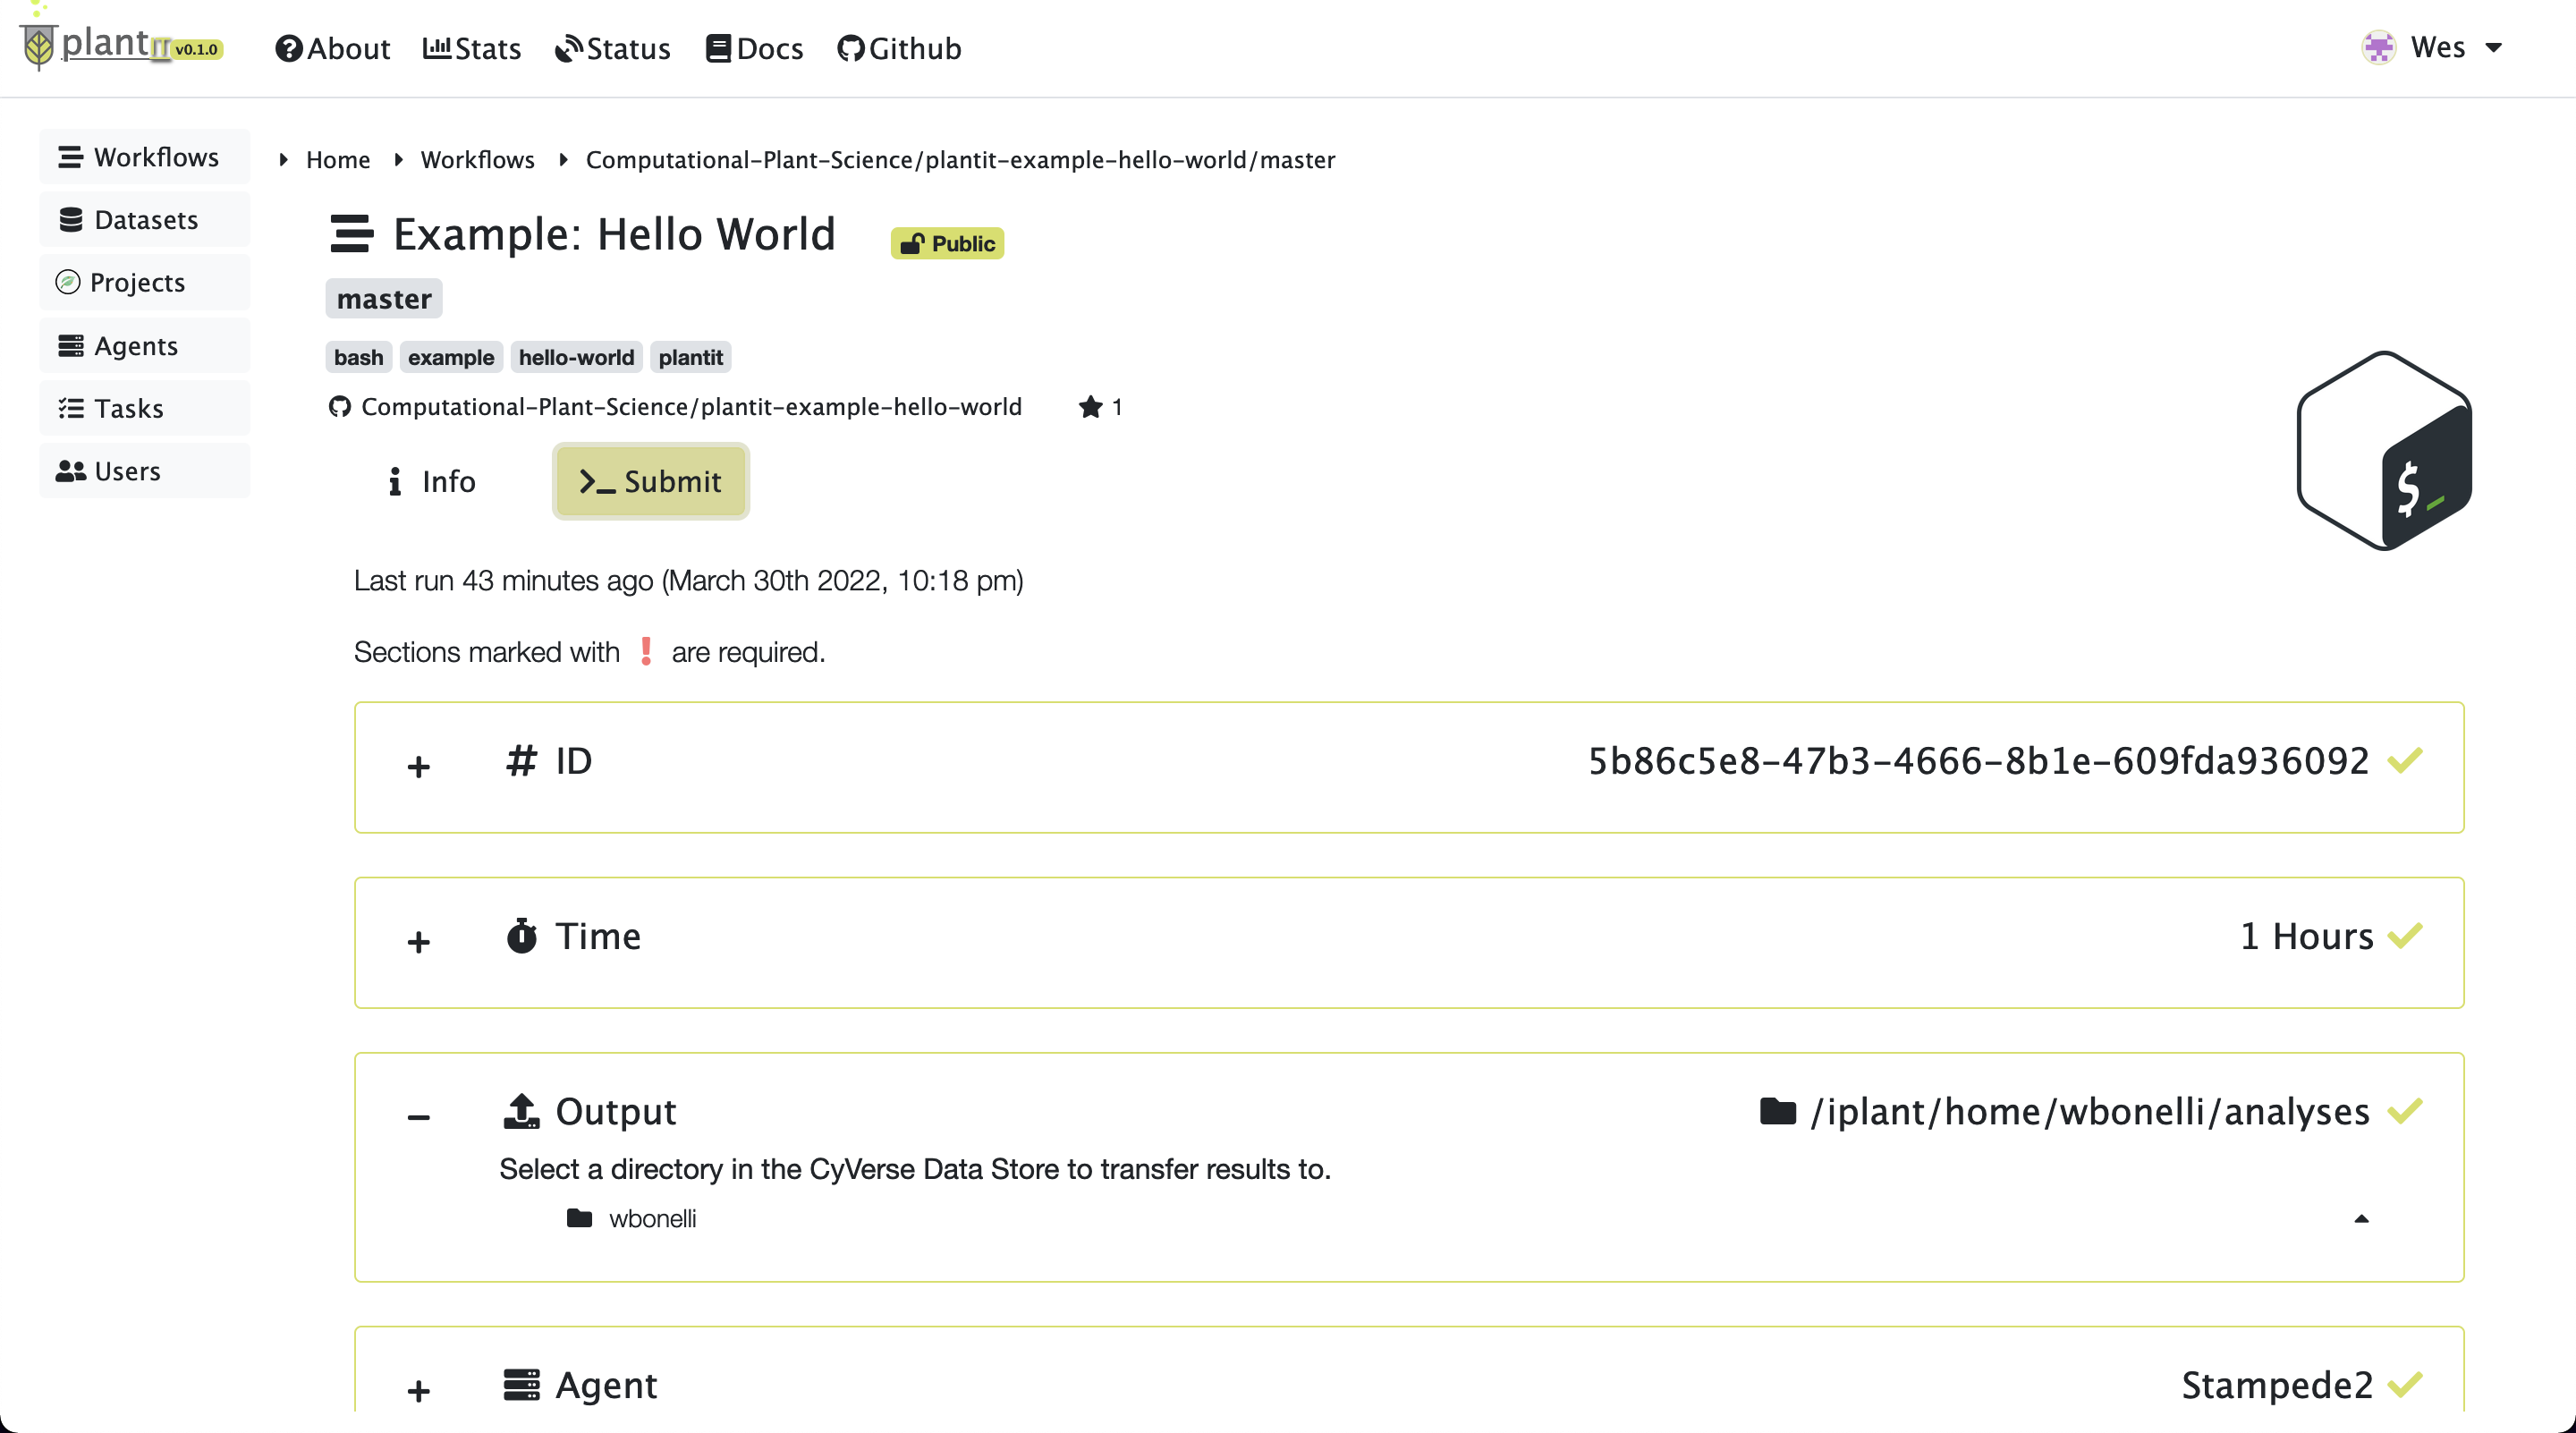 plantIT v0.1.0
About Stats Status Docs Github
Wes
Workflows
Datasets
Projects
Agents
Tasks
Users
Home Workflows Computational-Plant-Science/plantit-example-hello-world/master
Example: Hello World Public
master
bash example hello-world plantit
Computational-Plant-Science/plantit-example-hello-world 1
Info >_ Submit
$_
Last run 43 minutes ago (March 30th 2022, 10:18 pm)
Sections marked with ! are required.
+ # ID 5b86c5e8-47b3-4666-8b1e-609fda936092
+ Time 1 Hours
− Output /iplant/home/wbonelli/analyses
Select a directory in the CyVerse Data Store to transfer results to.
wbonelli
+ Agent Stampede2